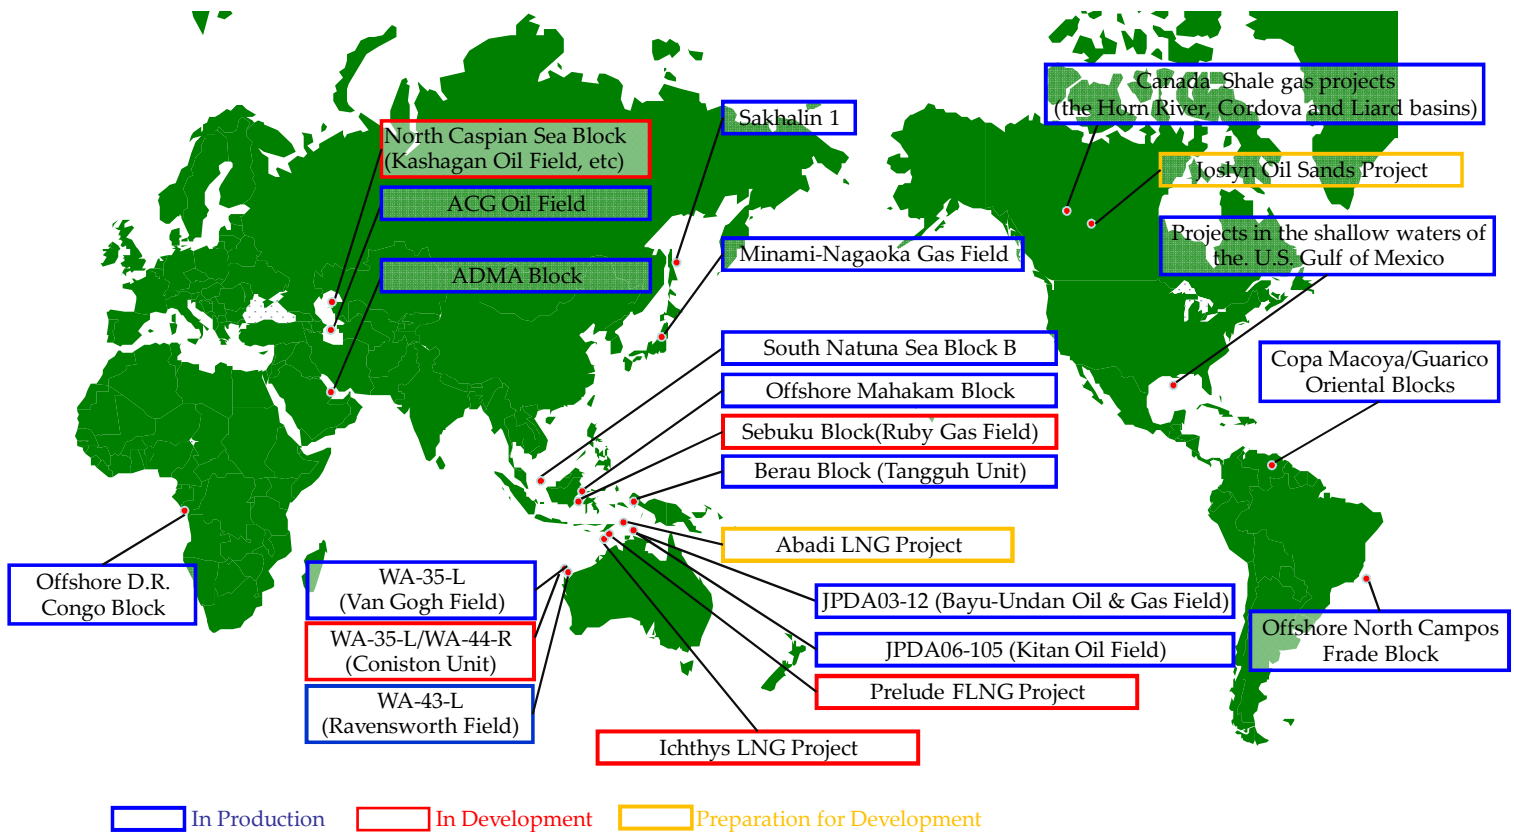 Canada  Shale gas projects
(the Horn River, Cordova and Liard basins)
Sakhalin 1
North Caspian Sea Block
(Kashagan Oil Field, etc)
Joslyn Oil Sands Project
ACG Oil Field
Projects in the shallow waters of
the. U.S. Gulf of Mexico
Minami-Nagaoka Gas Field
ADMA Block
South Natuna Sea Block B
Copa Macoya/Guarico
Oriental Blocks
Offshore Mahakam Block
Sebuku Block(Ruby Gas Field)
Berau Block (Tangguh Unit)
Abadi LNG Project
Offshore D.R.
Congo Block
WA-35-L
(Van Gogh Field)
JPDA03-12 (Bayu-Undan Oil & Gas Field)
WA-35-L/WA-44-R
(Coniston Unit)
JPDA06-105 (Kitan Oil Field)
Offshore North Campos
Frade Block
Prelude FLNG Project
WA-43-L
(Ravensworth Field)
Ichthys LNG Project
In Production
In Development
Preparation for Development